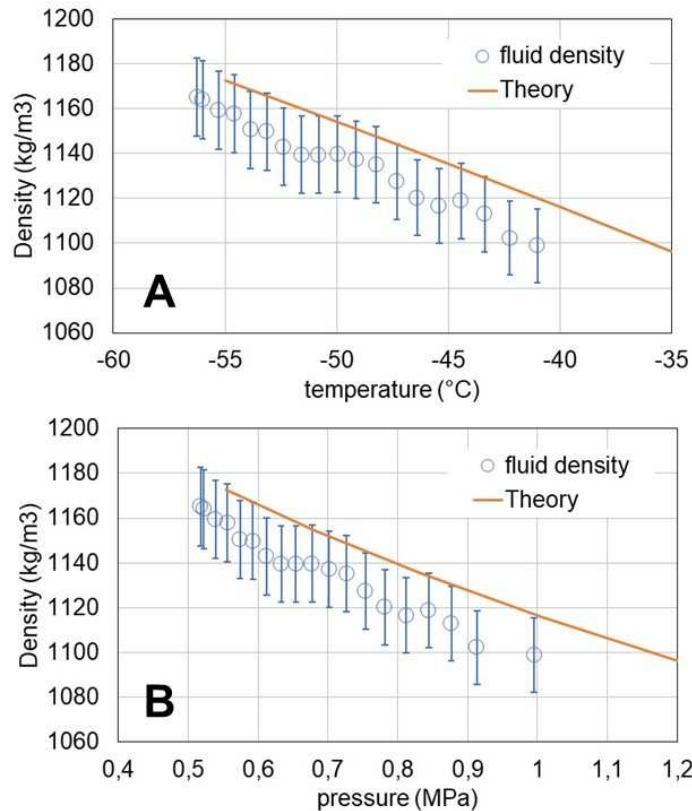 1200
1180
1160
1140
1120
1100
1080
1060
Density (kg/m3)
fluid density
Theory
A
-60 -55 -50 -45 -40 -35
temperature (°C)
1200
1180
1160
1140
1120
1100
1080
1060
Density (kg/m3)
fluid density
Theory
B
0,4 0,5 0,6 0,7 0,8 0,9 1 1,1 1,2
pressure (MPa)